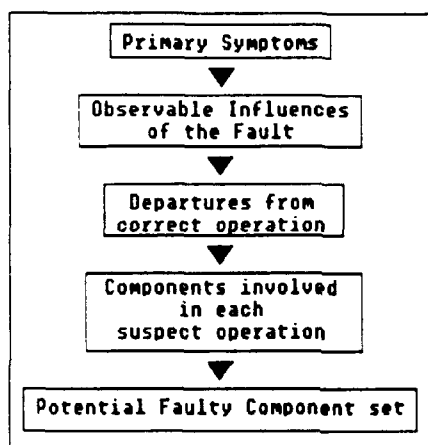 Primary Symptoms
Observable Influences
of the Fault
Departures from
correct operation
Components involved
in each
suspect operation
Potential Faulty Component set